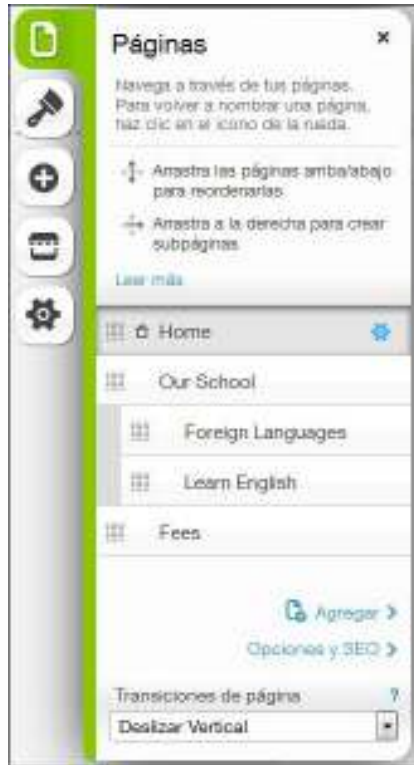 Páginas
×
Navega a través de tus páginas.
Para volver a nombrar una página,
haz clic en el icono de la rueda.
Arrastra las páginas arriba/abajo
para reordenarlas
Arrastra a la derecha para crear
subpáginas
Leer más
Home
Our School
Foreign Languages
Learn English
Fees
Agregar >
Opciones y SEO >
Transiciones de página ?
Deslizar Vertical